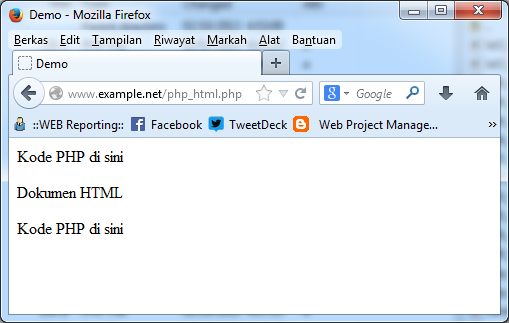 Demo - Mozilla Firefox
Berkas Edit Tampilan Riwayat Markah Alat Bantuan
Demo
www.example.net/php_html.php Google
::WEB Reporting:: Facebook TweetDeck Web Project Manage... »
Kode PHP di sini
Dokumen HTML
Kode PHP di sini